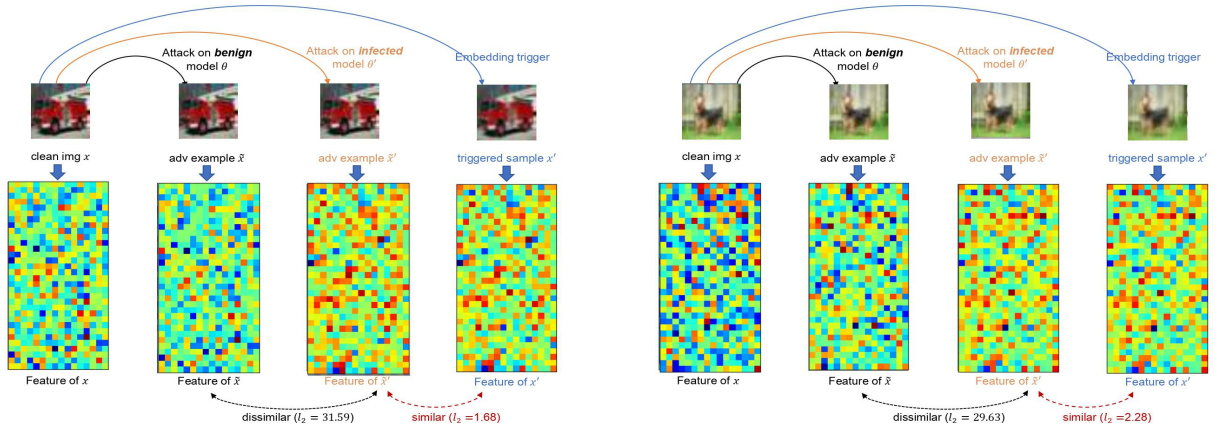 Attack on benign
model θ
Attack on infected
model θ′
Embedding trigger
clean img x
adv example x̃
adv example x̃′
triggered sample x′
Feature of x
Feature of x̃
Feature of x̃′
Feature of x′
dissimilar (l₂ = 31.59)
similar (l₂ =1.68)
Attack on benign
model θ
Attack on infected
model θ′
Embedding trigger
clean img x
adv example x̃
adv example x̃′
triggered sample x′
Feature of x
Feature of x̃
Feature of x̃′
Feature of x′
dissimilar (l₂ = 29.63)
similar (l₂ =2.28)